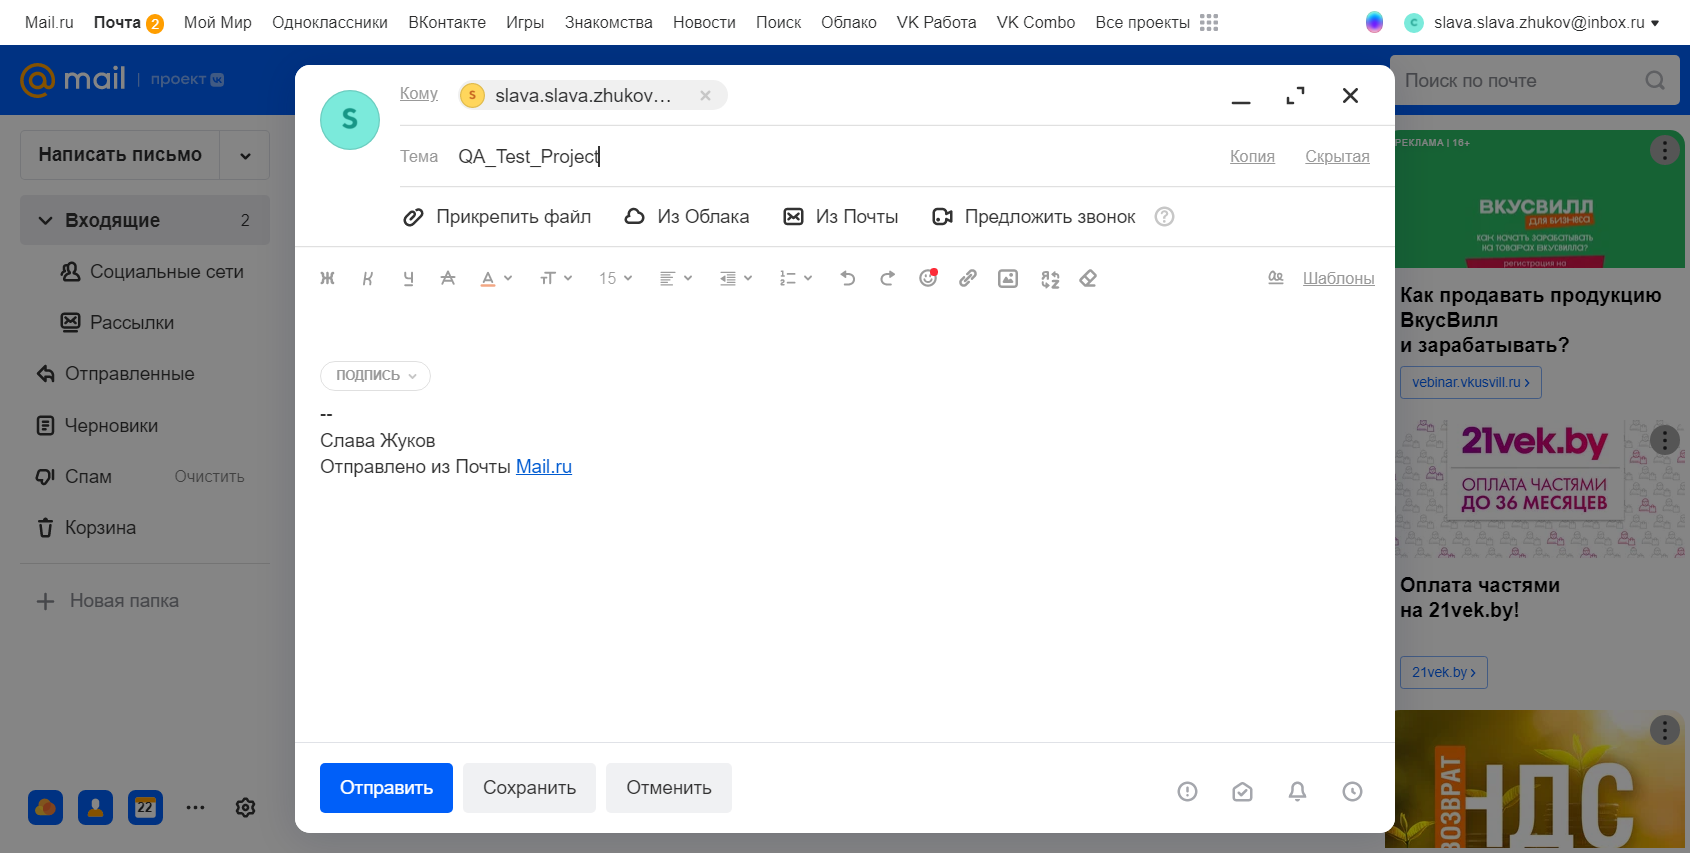 Mail.ru Почта 2 Мой Мир Одноклассники ВКонтакте Игры Знакомства Новости Поиск Облако VK Работа VK Combo Все проекты C slava.slava.zhukov@inbox.ru
mail проект
Поиск по почте
Написать письмо
Входящие 2
Социальные сети
Рассылки
Отправленные
Черновики
Спам Очистить
Корзина
Новая папка
22
S
Кому S slava.slava.zhukov...
Тема QA_Test_Project Копия Скрытая
Прикрепить файл Из Облака Из Почты Предложить звонок ?
Ж К Ч А А тТ 15 Шаблоны
ПОДПИСЬ
--
Слава Жуков
Отправлено из Почты Mail.ru
Отправить Сохранить Отменить
РЕКЛАМА | 16+
ВКУСВИЛЛ
ДЛЯ БИЗНЕСА
КАК НАЧАТЬ ЗАРАБАТЫВАТЬ
НА ТОВАРАХ ВКУСВИЛЛА?
регистрация на
Как продавать продукцию
ВкусВилл
и зарабатывать?
vebinar.vkusvill.ru
21vek.by
ОПЛАТА ЧАСТЯМИ
ДО 36 МЕСЯЦЕВ
Оплата частями
на 21vek.by!
21vek.by
ВОЗВРАТ
НДС